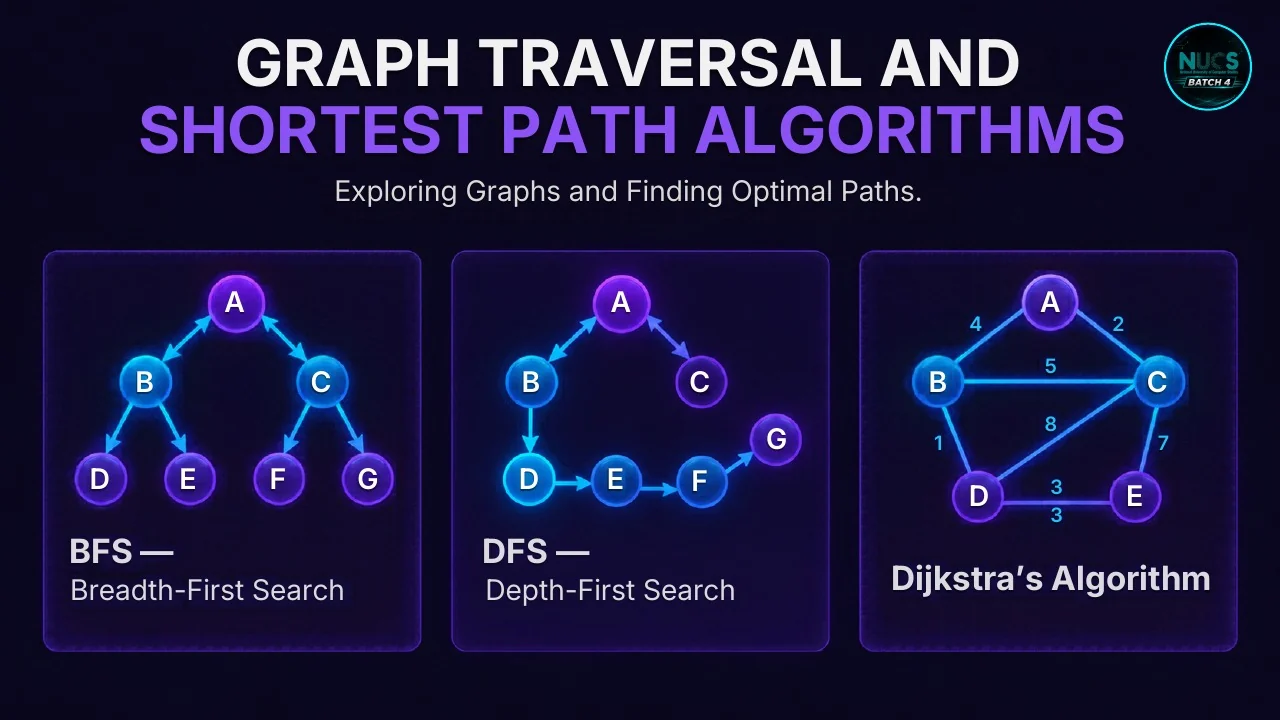 GRAPH TRAVERSAL AND
SHORTEST PATH ALGORITHMS
Exploring Graphs and Finding Optimal Paths.
NUCS
BATCH 4
A
B
C
D
E
F
G
BFS —
Breadth-First Search
A
B
C
G
D
E
F
DFS —
Depth-First Search
A
4
2
B
5
C
8
1
7
D
3
E
3
Dijkstra’s Algorithm